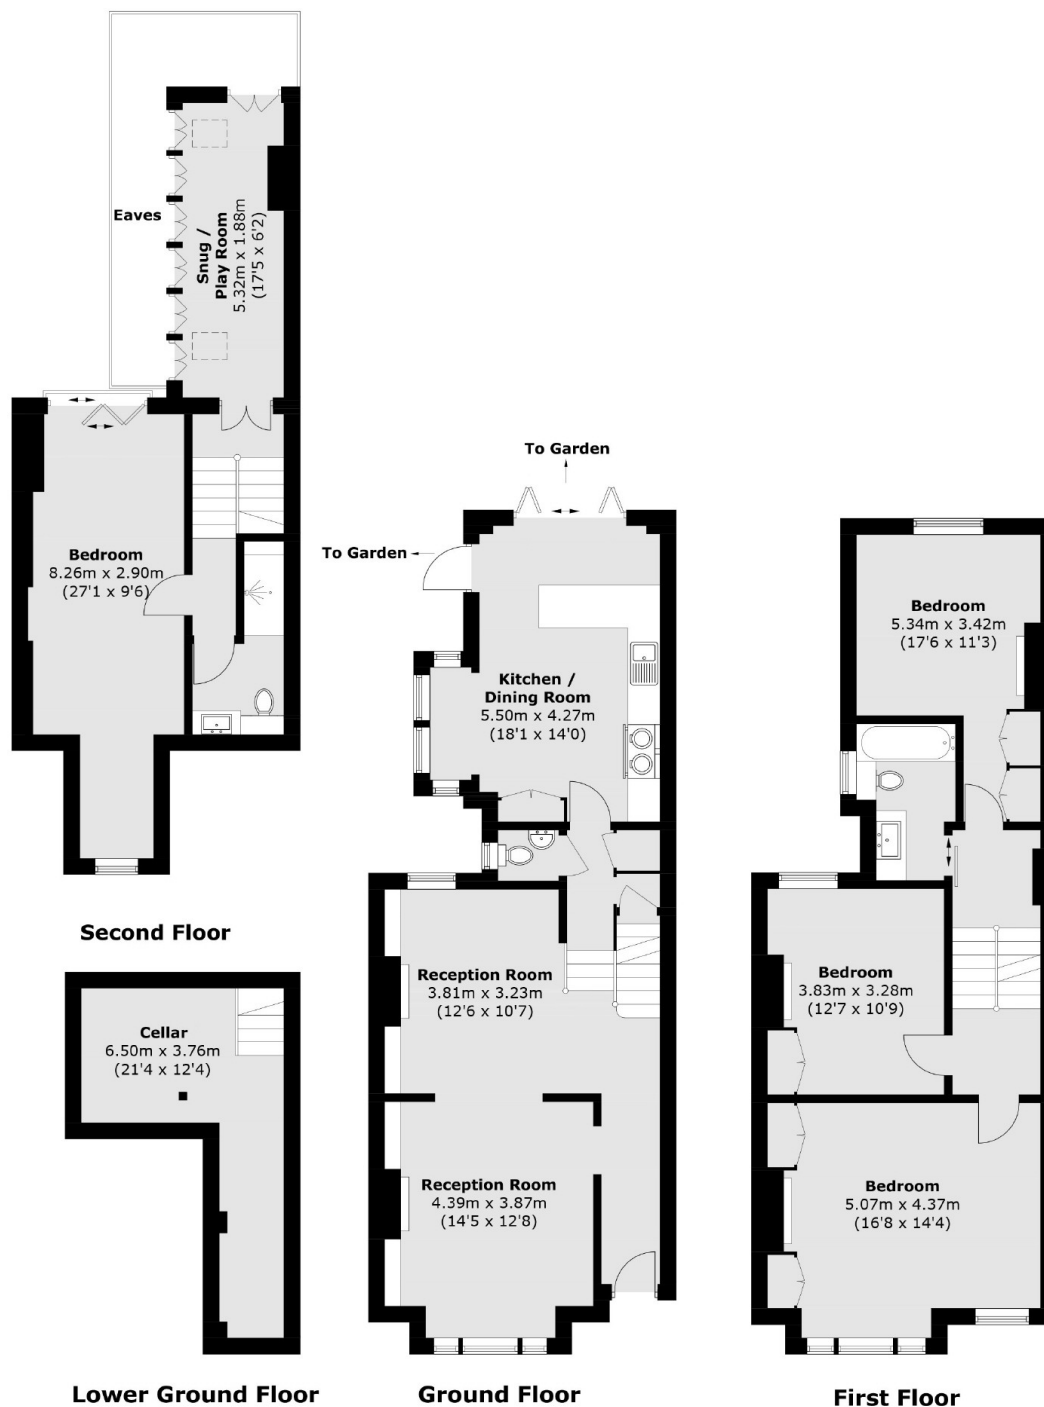 Eaves
Snug /
Play Room
5.32m x 1.88m
(17'5 x 6'2)
Bedroom
8.26m x 2.90m
(27'1 x 9'6)
Second Floor
Cellar
6.50m x 3.76m
(21'4 x 12'4)
Lower Ground Floor
To Garden
To Garden
Kitchen /
Dining Room
5.50m x 4.27m
(18'1 x 14'0)
Reception Room
3.81m x 3.23m
(12'6 x 10'7)
Reception Room
4.39m x 3.87m
(14'5 x 12'8)
Ground Floor
Bedroom
5.34m x 3.42m
(17'6 x 11'3)
Bedroom
3.83m x 3.28m
(12'7 x 10'9)
Bedroom
5.07m x 4.37m
(16'8 x 14'4)
First Floor